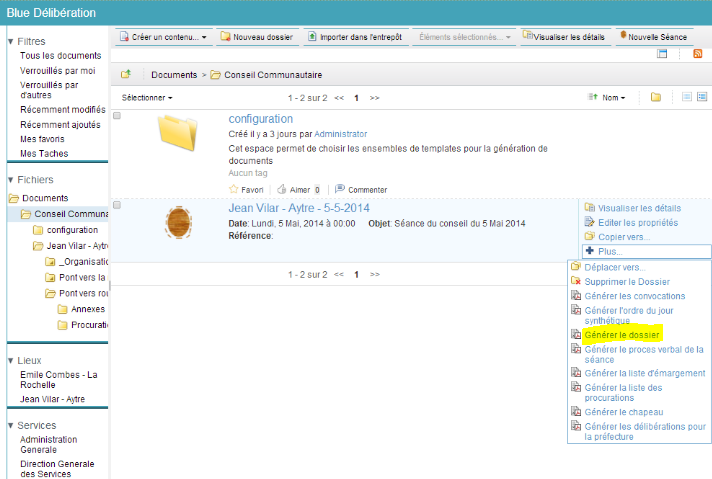 Blue Délibération
Filtres
Tous les documents
Verrouillés par moi
Verrouillés par
d'autres
Récemment modifiés
Récemment ajoutés
Mes favoris
Mes Taches
Fichiers
Documents
Conseil Communa
configuration
Jean Vilar - Aytr
_Organisatio
Pont vers la
Pont vers rou
Annexes
Procuratio
Lieux
Emile Combes - La
Rochelle
Jean Vilar - Aytre
Services
Administration
Generale
Direction Generale
des Services
Créer un contenu... Nouveau dossier Importer dans l'entrepôt Éléments sélectionnés... Visualiser les détails Nouvelle Séance
Documents > Conseil Communautaire
Sélectionner 1 - 2 sur 2 << 1 >> Nom
configuration
Créé il y a 3 jours par Administrator
Cet espace permet de choisir les ensembles de templates pour la génération de
documents
Aucun tag
Favori Aimer 0 Commenter
Jean Vilar - Aytre - 5-5-2014
Date: Lundi, 5 Mai, 2014 à 00:00 Objet: Séance du conseil du 5 Mai 2014
Référence:
1 - 2 sur 2 << 1 >>
Visualiser les détails
Editer les propriétés
Copier vers...
Plus...
Déplacer vers...
Supprimer le Dossier
Générer les convocations
Générer l'ordre du jour
synthétique
Générer le dossier
Générer le proces verbal de la
séance
Générer la liste d'émargement
Générer la liste des
procurations
Générer le chapeau
Générer les délibérations pour
la préfecture